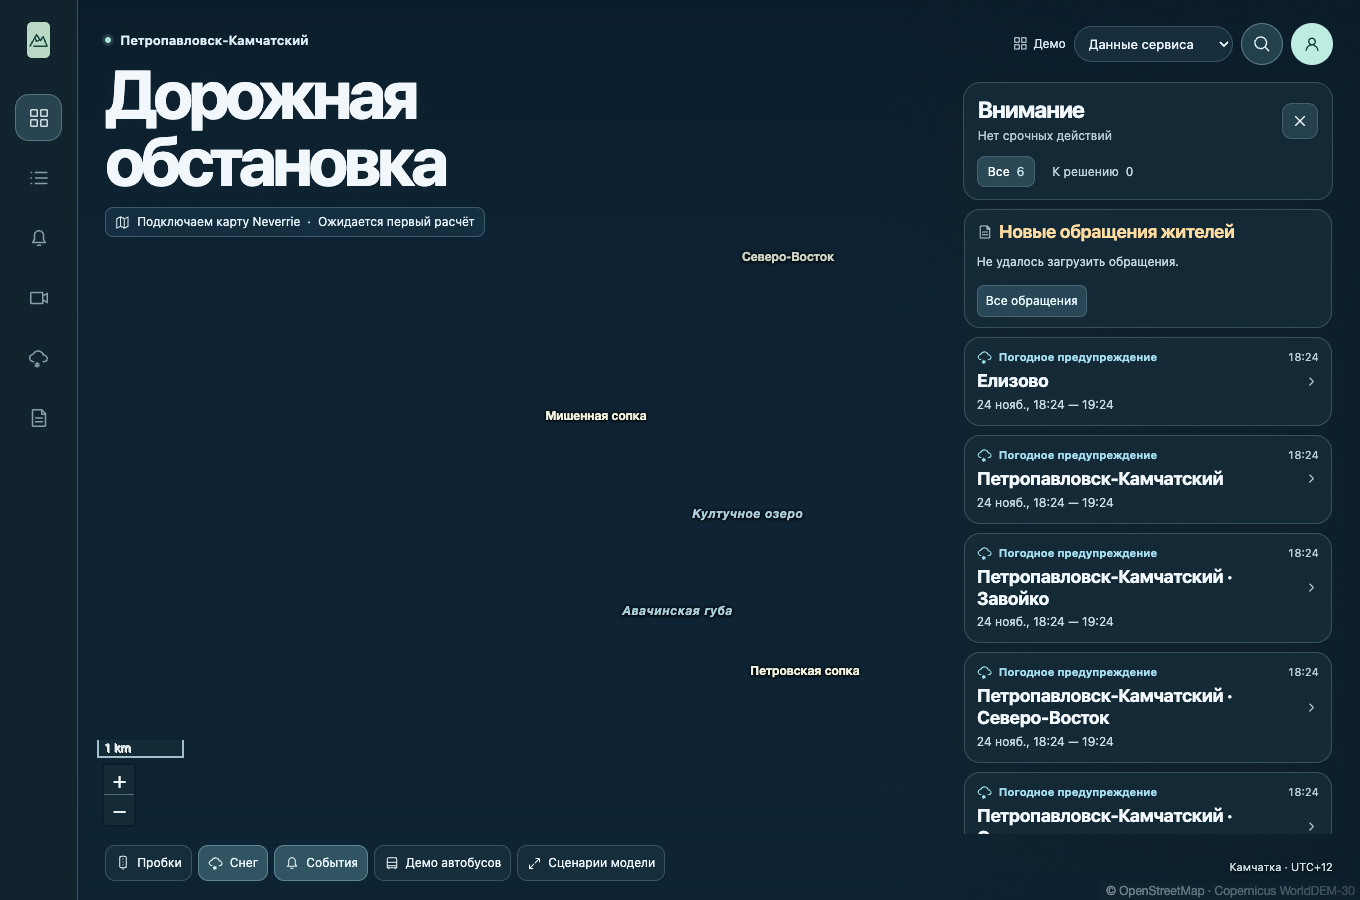 Петропавловск-Камчатский
Демо
Данные сервиса
Дорожная
обстановка
Подключаем карту Neverrie · Ожидается первый расчёт
Северо-Восток
Мишенная сопка
Култучное озеро
Авачинская губа
Петровская сопка
1 km
+
−
Пробки
Снег
События
Демо автобусов
Сценарии модели
Внимание
Нет срочных действий
Все 6
К решению 0
Новые обращения жителей
Не удалось загрузить обращения.
Все обращения
Погодное предупреждение 18:24
Елизово
24 нояб., 18:24 — 19:24
Погодное предупреждение 18:24
Петропавловск-Камчатский
24 нояб., 18:24 — 19:24
Погодное предупреждение 18:24
Петропавловск-Камчатский ·
Завойко
24 нояб., 18:24 — 19:24
Погодное предупреждение 18:24
Петропавловск-Камчатский ·
Северо-Восток
24 нояб., 18:24 — 19:24
Погодное предупреждение 18:24
Петропавловск-Камчатский ·
Камчатка · UTC+12
© OpenStreetMap · Copernicus WorldDEM-30